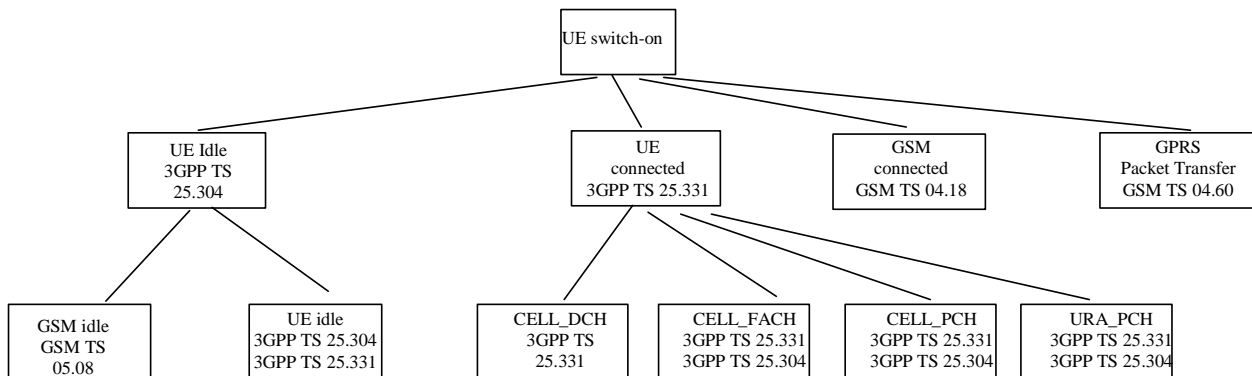 UE switch-on
UE Idle
3GPP TS
25.304
UE
connected
3GPP TS 25.331
GSM
connected
GSM TS 04.18
GPRS
Packet Transfer
GSM TS 04.60
GSM idle
GSM TS
05.08
UE idle
3GPP TS 25.304
3GPP TS 25.331
CELL_DCH
3GPP TS
25.331
CELL_FACH
3GPP TS 25.331
3GPP TS 25.304
CELL_PCH
3GPP TS 25.331
3GPP TS 25.304
URA_PCH
3GPP TS 25.331
3GPP TS 25.304